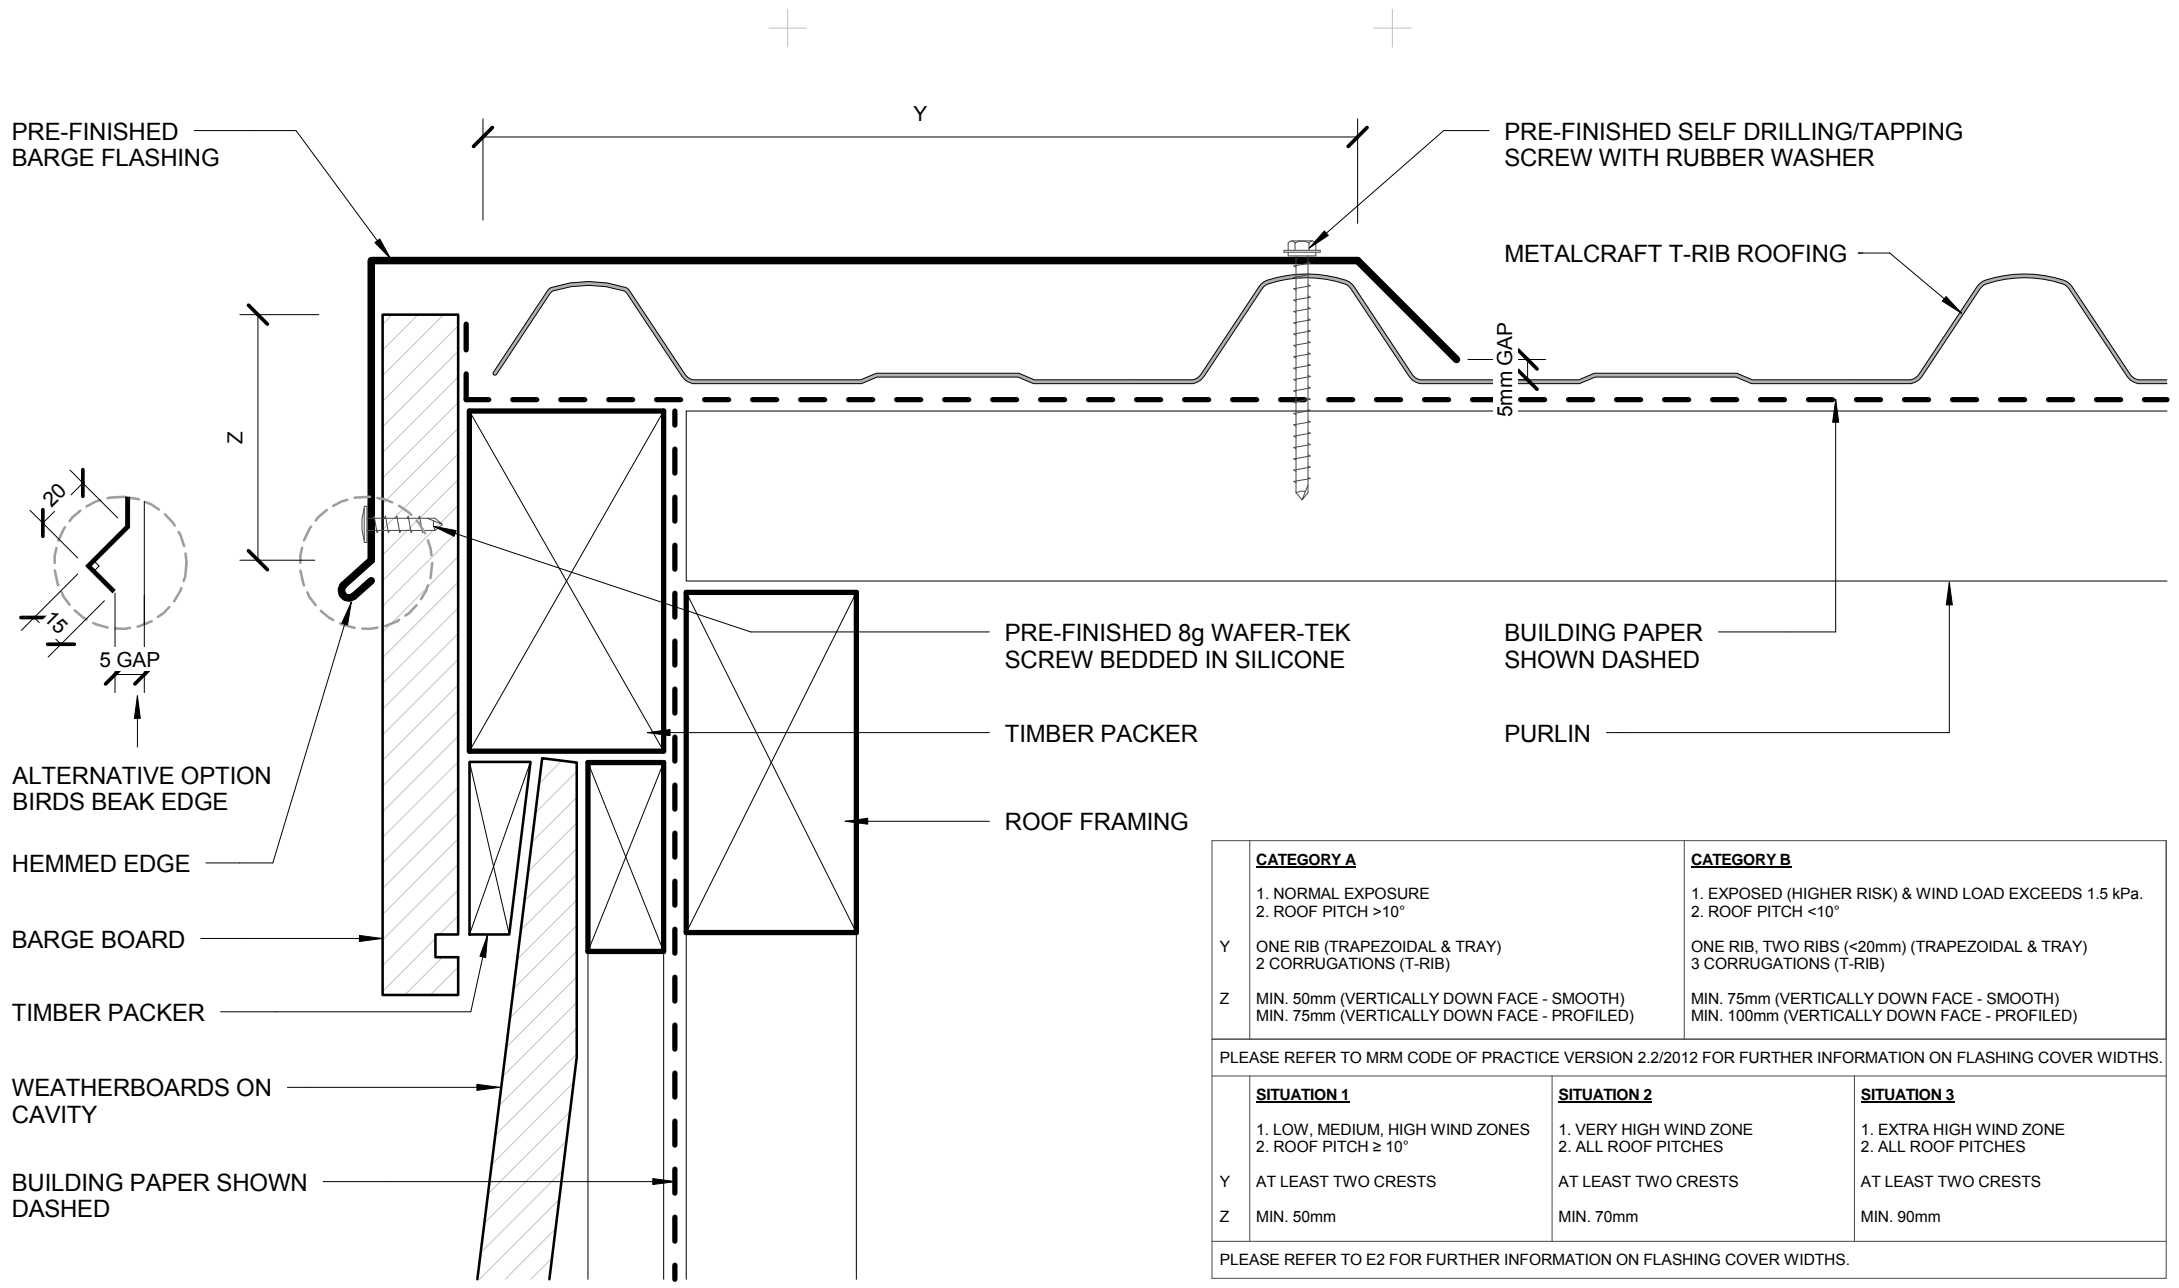 Y
PRE-FINISHED
BARGE FLASHING
PRE-FINISHED SELF DRILLING/TAPPING
SCREW WITH RUBBER WASHER
METALCRAFT T-RIB ROOFING
5mm GAP
Z
20
15
5 GAP
PRE-FINISHED 8g WAFER-TEK
SCREW BEDDED IN SILICONE
BUILDING PAPER
SHOWN DASHED
TIMBER PACKER
PURLIN
ALTERNATIVE OPTION
BIRDS BEAK EDGE
ROOF FRAMING
HEMMED EDGE
BARGE BOARD
TIMBER PACKER
WEATHERBOARDS ON
CAVITY
BUILDING PAPER SHOWN
DASHED
CATEGORY A
1. NORMAL EXPOSURE
2. ROOF PITCH >10°
CATEGORY B
1. EXPOSED (HIGHER RISK) & WIND LOAD EXCEEDS 1.5 kPa.
2. ROOF PITCH <10°
Y
ONE RIB (TRAPEZOIDAL & TRAY)
2 CORRUGATIONS (T-RIB)
ONE RIB, TWO RIBS (<20mm) (TRAPEZOIDAL & TRAY)
3 CORRUGATIONS (T-RIB)
Z
MIN. 50mm (VERTICALLY DOWN FACE - SMOOTH)
MIN. 75mm (VERTICALLY DOWN FACE - PROFILED)
MIN. 75mm (VERTICALLY DOWN FACE - SMOOTH)
MIN. 100mm (VERTICALLY DOWN FACE - PROFILED)
PLEASE REFER TO MRM CODE OF PRACTICE VERSION 2.2/2012 FOR FURTHER INFORMATION ON FLASHING COVER WIDTHS.
SITUATION 1
1. LOW, MEDIUM, HIGH WIND ZONES
2. ROOF PITCH ≥ 10°
SITUATION 2
1. VERY HIGH WIND ZONE
2. ALL ROOF PITCHES
SITUATION 3
1. EXTRA HIGH WIND ZONE
2. ALL ROOF PITCHES
Y
AT LEAST TWO CRESTS
AT LEAST TWO CRESTS
AT LEAST TWO CRESTS
Z
MIN. 50mm
MIN. 70mm
MIN. 90mm
PLEASE REFER TO E2 FOR FURTHER INFORMATION ON FLASHING COVER WIDTHS.